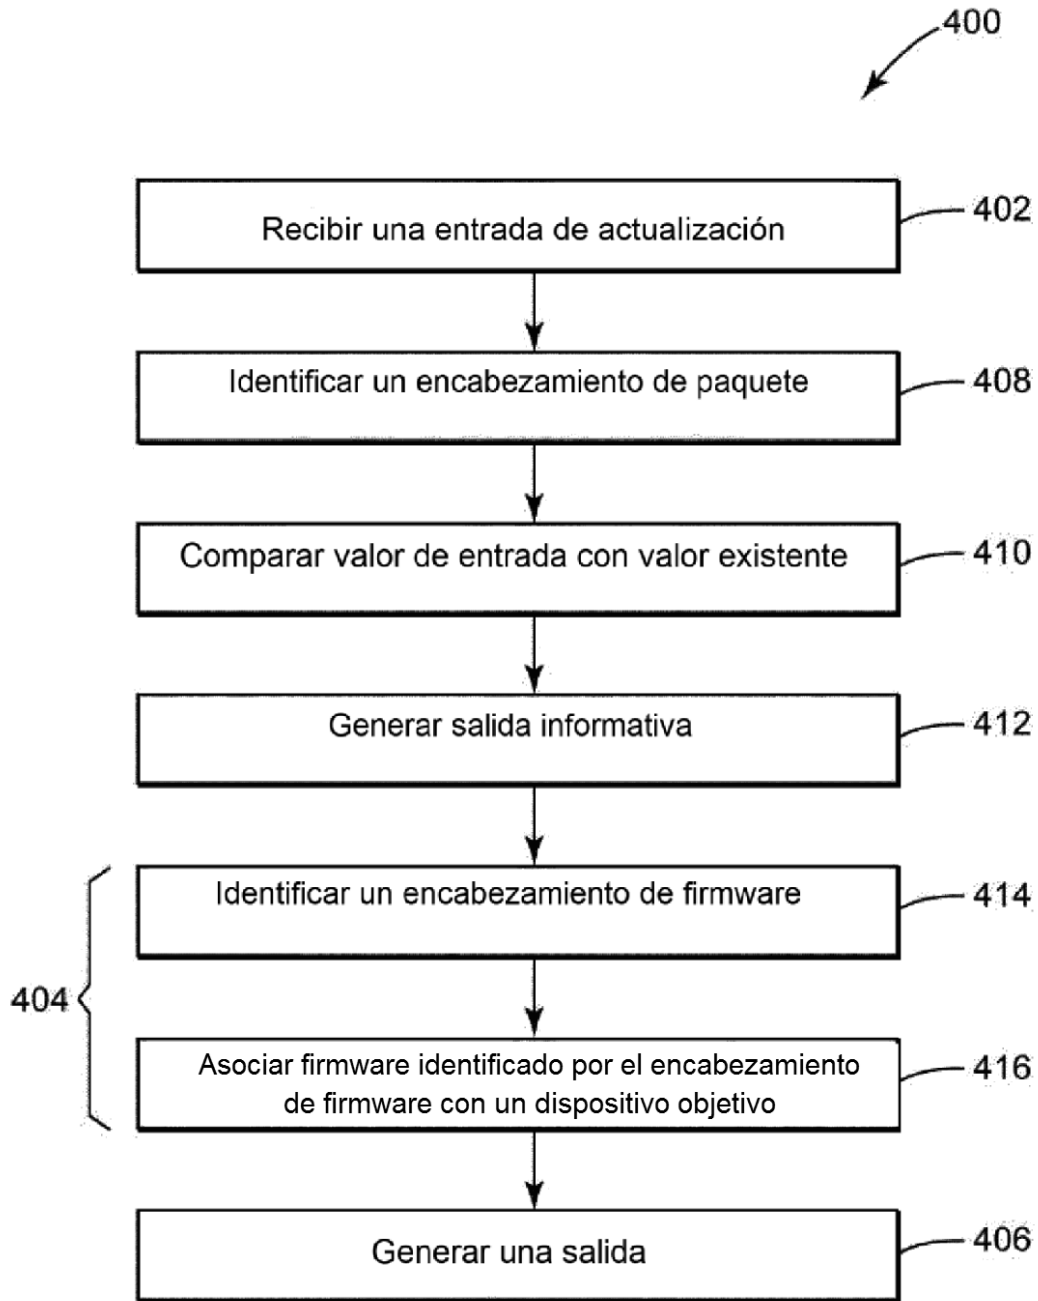 400
Recibir una entrada de actualización
402
Identificar un encabezamiento de paquete
408
Comparar valor de entrada con valor existente
410
Generar salida informativa
412
Identificar un encabezamiento de firmware
414
404
Asociar firmware identificado por el encabezamiento
de firmware con un dispositivo objetivo
416
Generar una salida
406